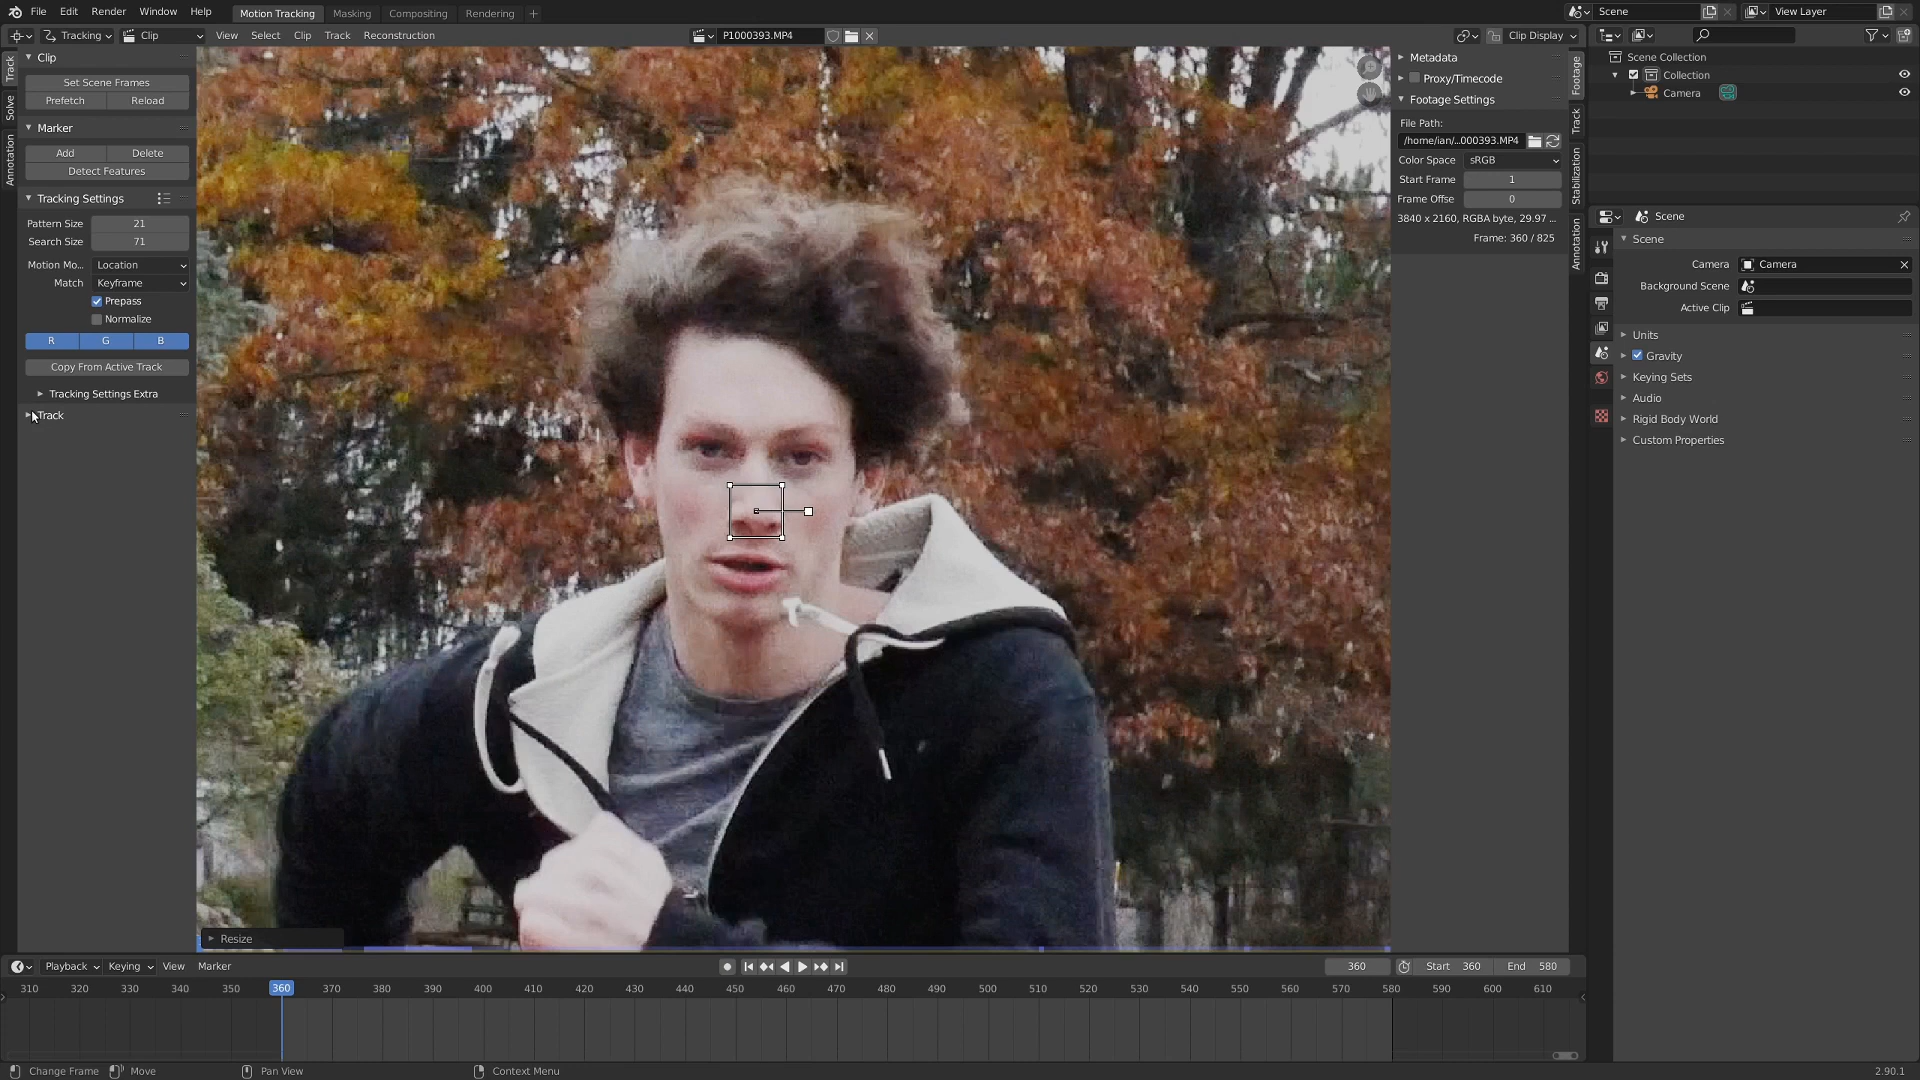 File Edit Render Window Help Motion Tracking Masking Compositing Rendering + Scene View Layer
Tracking Clip View Select Clip Track Reconstruction P1000393.MP4 Clip Display
Clip
Set Scene Frames
Prefetch Reload
Marker
Add Delete
Detect Features
Tracking Settings
Pattern Size 21
Search Size 71
Motion Mo... Location
Match Keyframe
Prepass
Normalize
R G B
Copy From Active Track
Tracking Settings Extra
Track
Track
Solve
Annotation
Resize
Metadata
Proxy/Timecode
Footage Settings
File Path:
/home/ian/...000393.MP4
Color Space sRGB
Start Frame 1
Frame Offse 0
3840 x 2160, RGBA byte, 29.97 ...
Frame: 360 / 825
Footage
Track
Stabilization
Annotation
Scene Collection
Collection
Camera
Scene
Scene
Camera Camera
Background Scene
Active Clip
Units
Gravity
Keying Sets
Audio
Rigid Body World
Custom Properties
Playback Keying View Marker 360 Start 360 End 580
310 320 330 340 350 360 370 380 390 400 410 420 430 440 450 460 470 480 490 500 510 520 530 540 550 560 570 580 590 600 610
Change Frame Move Pan View Context Menu 2.90.1